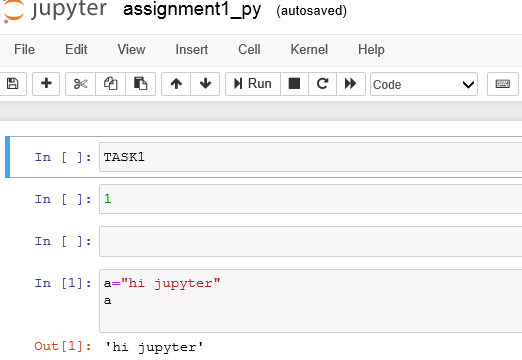 jupyter assignment1_py (autosaved)
File Edit View Insert Cell Kernel Help
Run Code
In [ ]: TASK1
In [ ]: 1
In [ ]:
In [1]: a="hi jupyter"
a
Out[1]: 'hi jupyter'